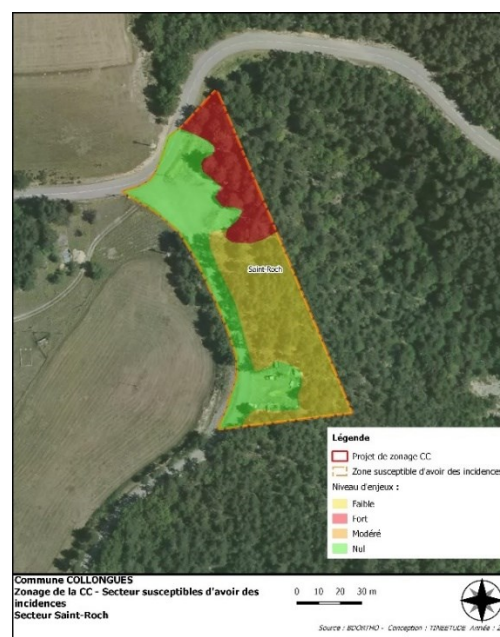 Saint-Roch
Légende
Projet de zonage CC
Zone susceptible d'avoir des incidences
Niveau d'enjeux :
Faible
Fort
Modéré
Nul
Commune COLLONGUES
Zonage de la CC - Secteur susceptibles d'avoir des
incidences
Secteur Saint-Roch
0 10 20 30 m
Source : BDORTHO - Conception : TINEETUDE Année : 2